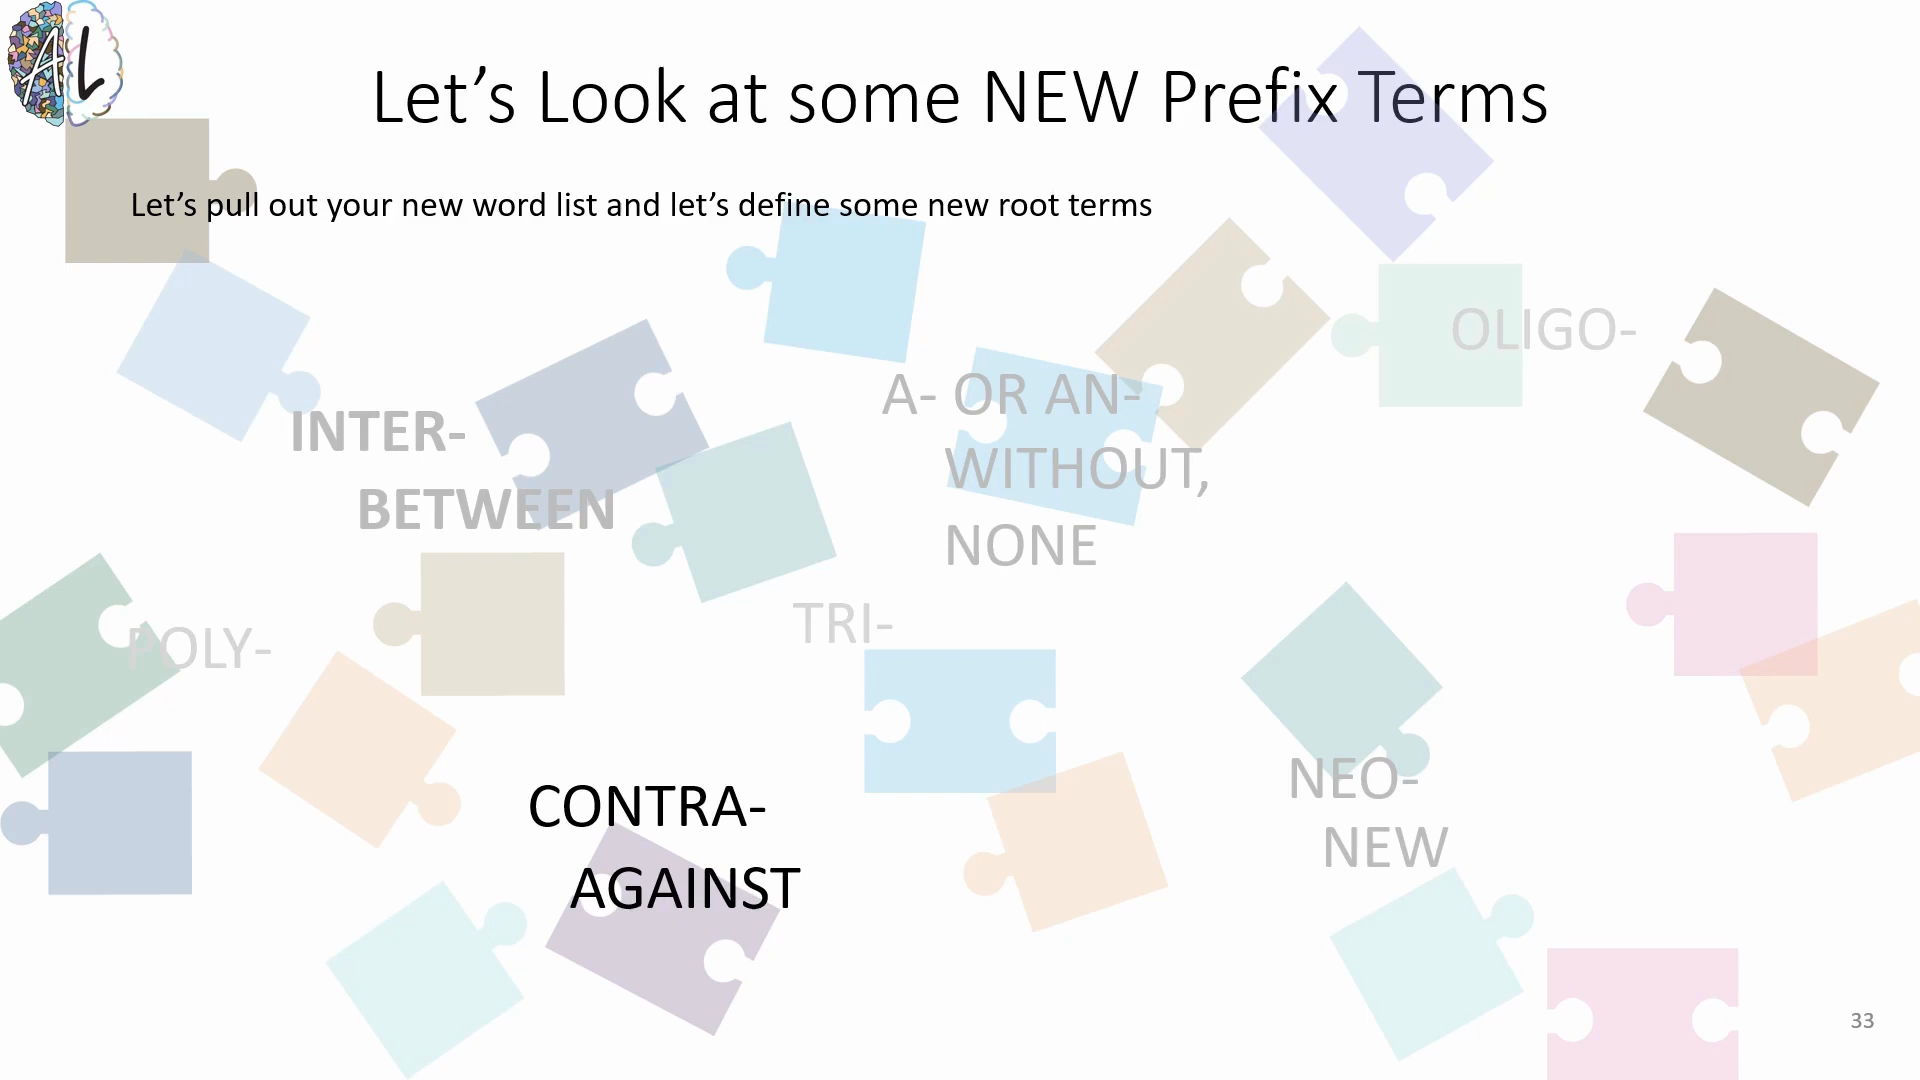 AL
Let’s Look at some NEW Prefix Terms
Let’s pull out your new word list and let’s define some new root terms
OLIGO-
A- OR AN-
WITHOUT,
NONE
INTER-
BETWEEN
TRI-
POLY-
NEO-
NEW
CONTRA-
AGAINST
33